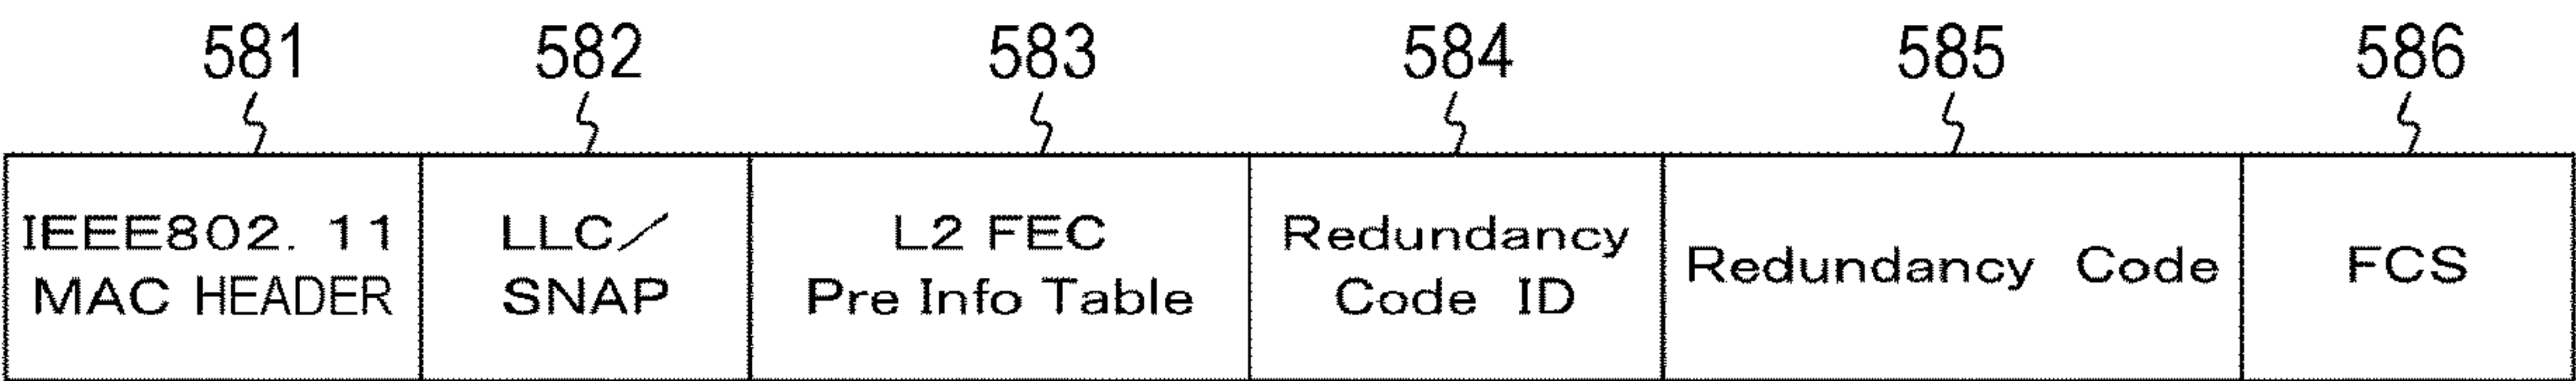 581 582 583 584 585 586
IEEE802. 11
MAC HEADER
LLC/
SNAP
L2 FEC
Pre Info Table
Redundancy
Code ID
Redundancy Code
FCS